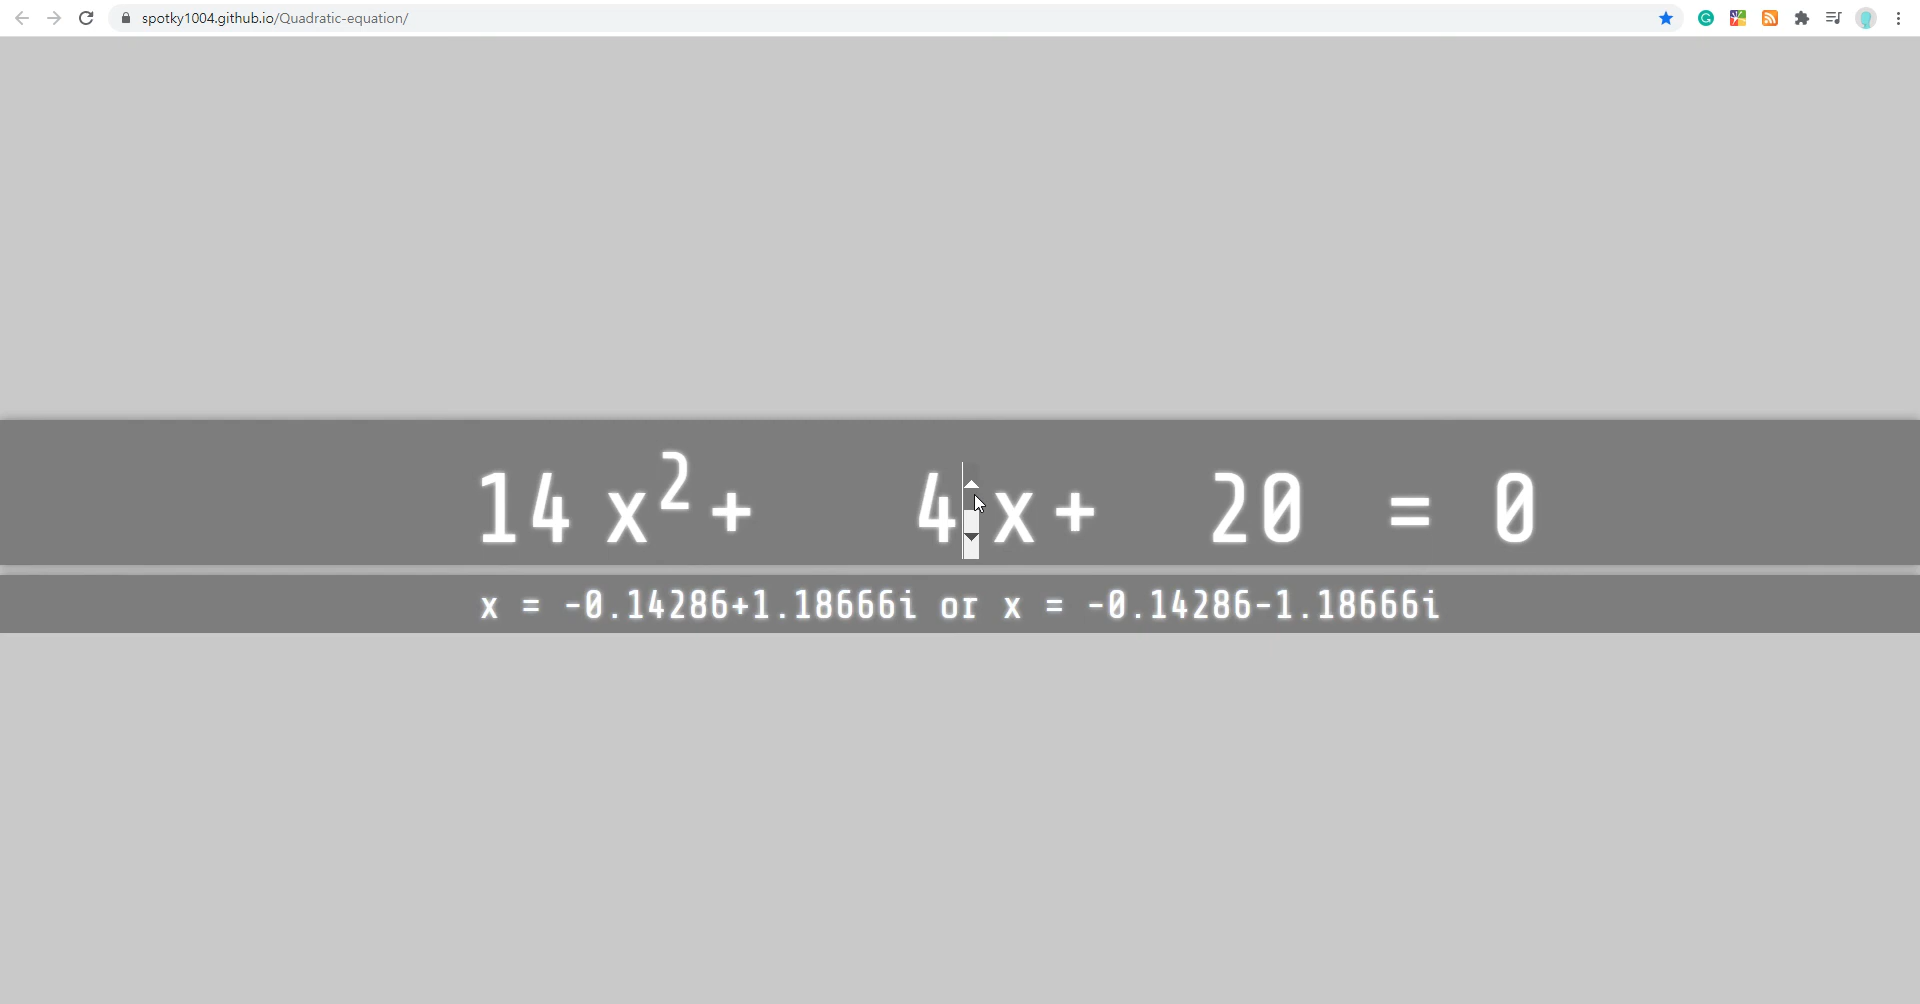 spotky1004.github.io/Quadratic-equation/
14 x² + 4 x + 20 = 0
x = -0.14286+1.18666i or x = -0.14286-1.18666i